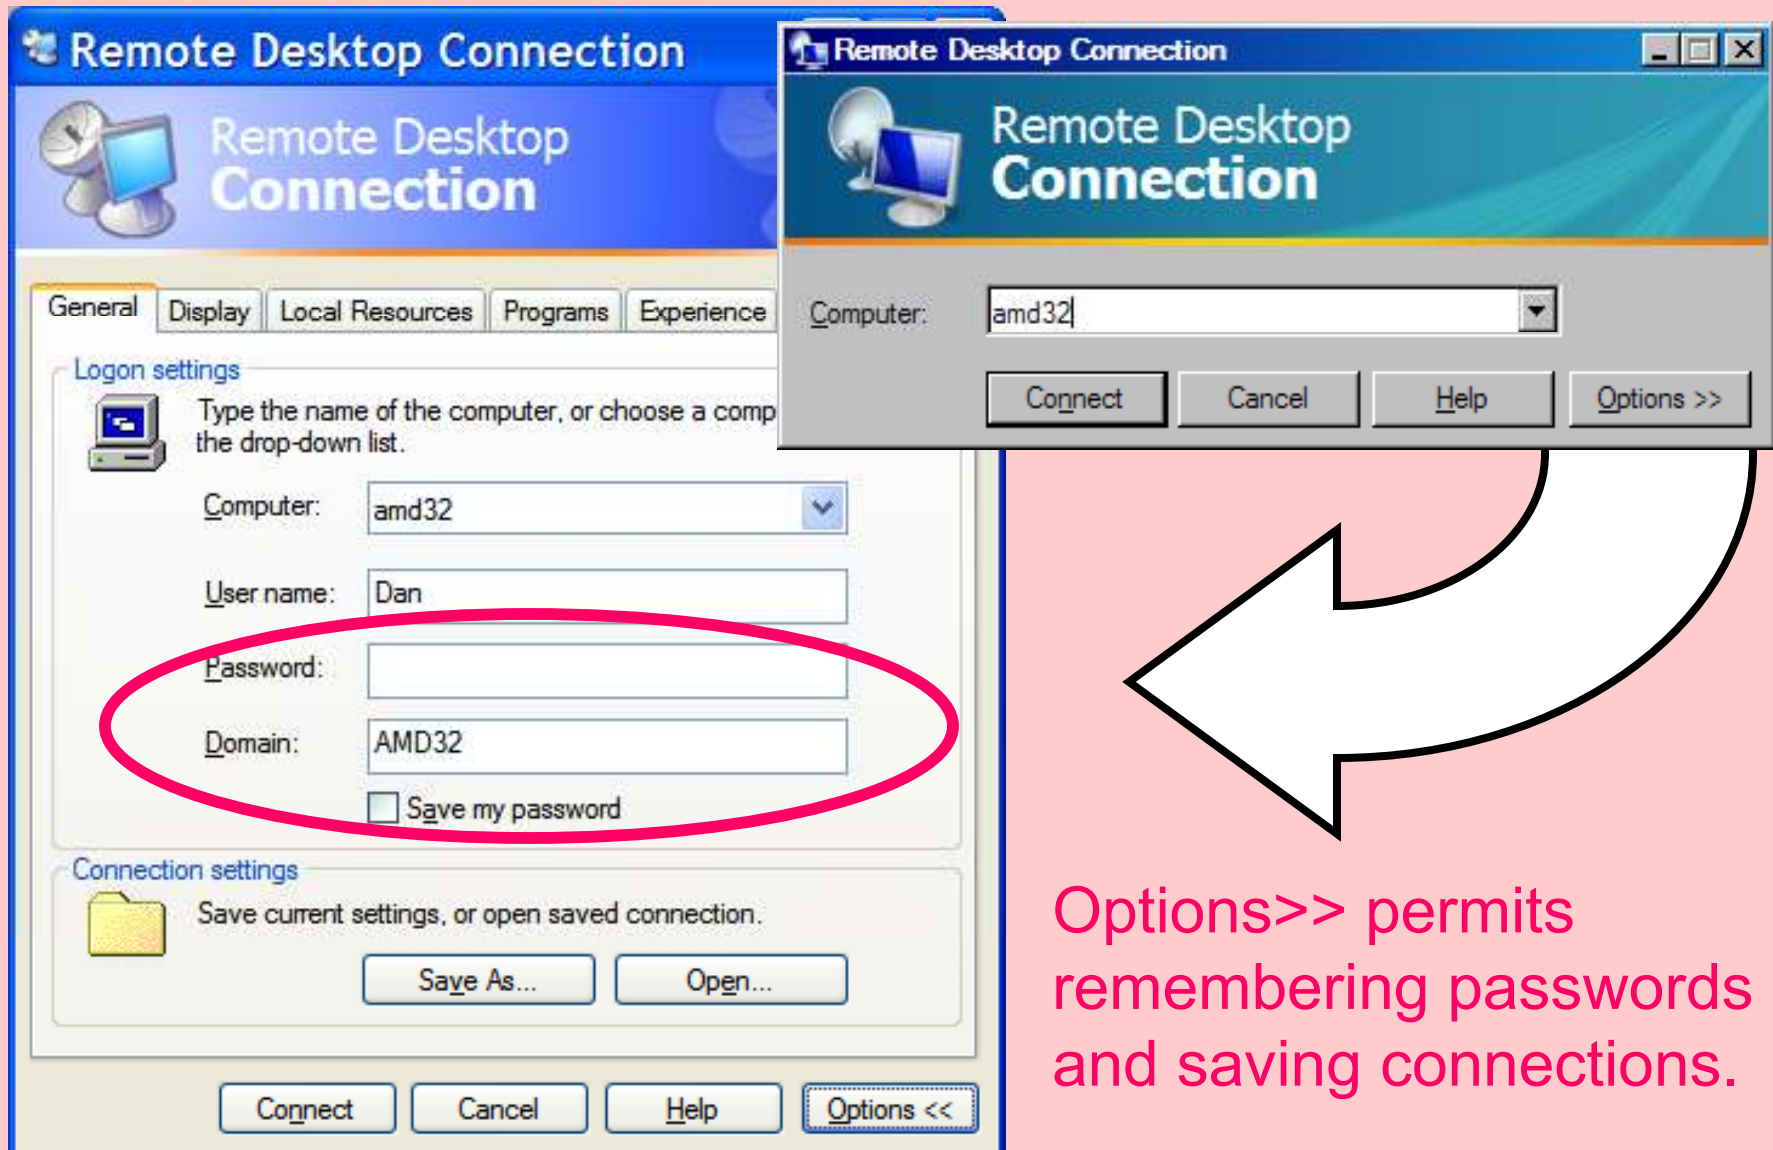 Remote Desktop Connection
Remote Desktop
Connection
General Display Local Resources Programs Experience
Logon settings
Type the name of the computer, or choose a comp
the drop-down list.
Computer: amd32
User name: Dan
Password:
Domain: AMD32
Save my password
Connection settings
Save current settings, or open saved connection.
Save As... Open...
Connect Cancel Help Options <<
Remote Desktop Connection
Remote Desktop
Connection
Computer: amd32
Connect Cancel Help Options >>
Options>> permits
remembering passwords
and saving connections.